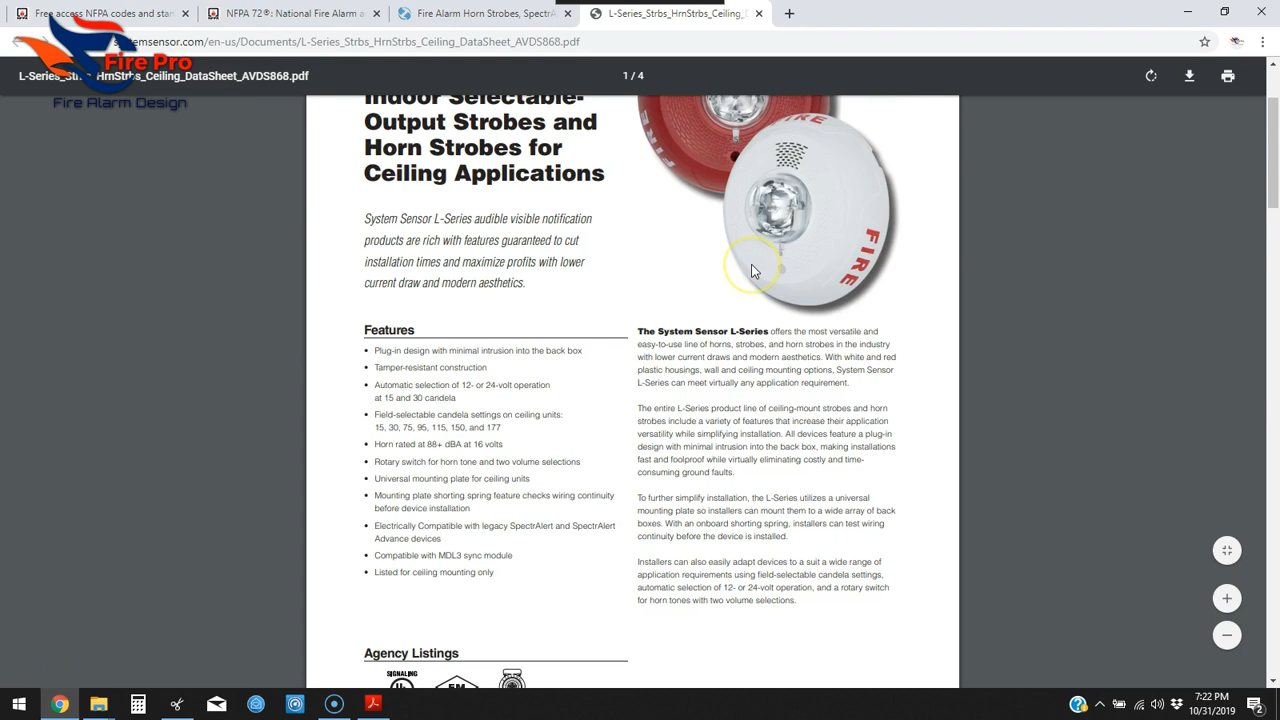 Free access NFPA codes and stan
NFPA 72®: National Fire Alarm a
Fire Alarm Horn Strobes, SpectrA
L-Series_Strbs_HrnStrbs_Ceiling_D
systemsensor.com/en-us/Documents/L-Series_Strbs_HrnStrbs_Ceiling_DataSheet_AVDS868.pdf
Fire Pro
Fire Alarm Design
L-Series_Strbs_HrnStrbs_Ceiling_DataSheet_AVDS868.pdf
1 / 4
Indoor Selectable-
Output Strobes and
Horn Strobes for
Ceiling Applications
FIRE
FIRE
FIRE
System Sensor L-Series audible visible notification
products are rich with features guaranteed to cut
installation times and maximize profits with lower
current draw and modern aesthetics.
Features
• Plug-in design with minimal intrusion into the back box
• Tamper-resistant construction
• Automatic selection of 12- or 24-volt operation
at 15 and 30 candela
• Field-selectable candela settings on ceiling units:
15, 30, 75, 95, 115, 150, and 177
• Horn rated at 88+ dBA at 16 volts
• Rotary switch for horn tone and two volume selections
• Universal mounting plate for ceiling units
• Mounting plate shorting spring feature checks wiring continuity
before device installation
• Electrically Compatible with legacy SpectrAlert and SpectrAlert
Advance devices
• Compatible with MDL3 sync module
• Listed for ceiling mounting only
The System Sensor L-Series offers the most versatile and
easy-to-use line of horns, strobes, and horn strobes in the industry
with lower current draws and modern aesthetics. With white and red
plastic housings, wall and ceiling mounting options, System Sensor
L-Series can meet virtually any application requirement.
The entire L-Series product line of ceiling-mount strobes and horn
strobes include a variety of features that increase their application
versatility while simplifying installation. All devices feature a plug-in
design with minimal intrusion into the back box, making installations
fast and foolproof while virtually eliminating costly and time-
consuming ground faults.
To further simplify installation, the L-Series utilizes a universal
mounting plate so installers can mount them to a wide array of back
boxes. With an onboard shorting spring, installers can test wiring
continuity before the device is installed.
Installers can also easily adapt devices to a suit a wide range of
application requirements using field-selectable candela settings,
automatic selection of 12- or 24-volt operation, and a rotary switch
for horn tones with two volume selections.
Agency Listings
SIGNALING
7:22 PM
10/31/2019